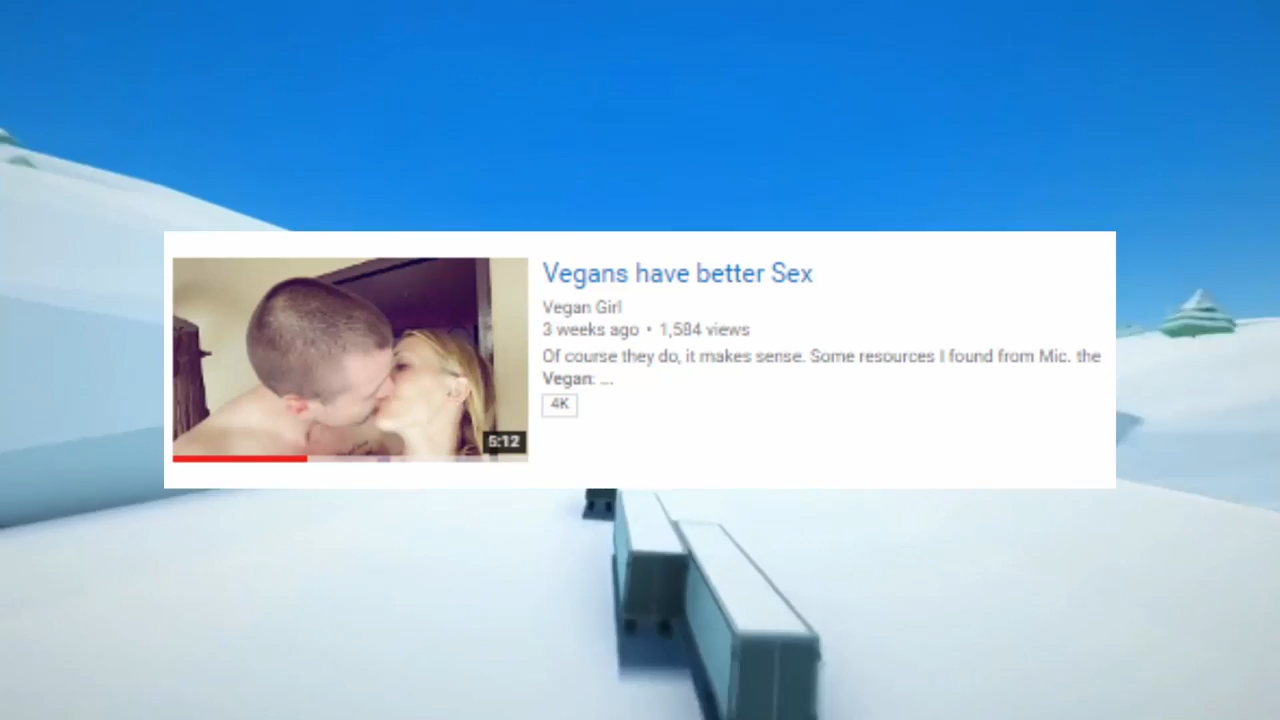 Vegans have better Sex
Vegan Girl
3 weeks ago • 1,584 views
Of course they do, it makes sense. Some resources I found from Mic. the
Vegan: ...
4K
5:12